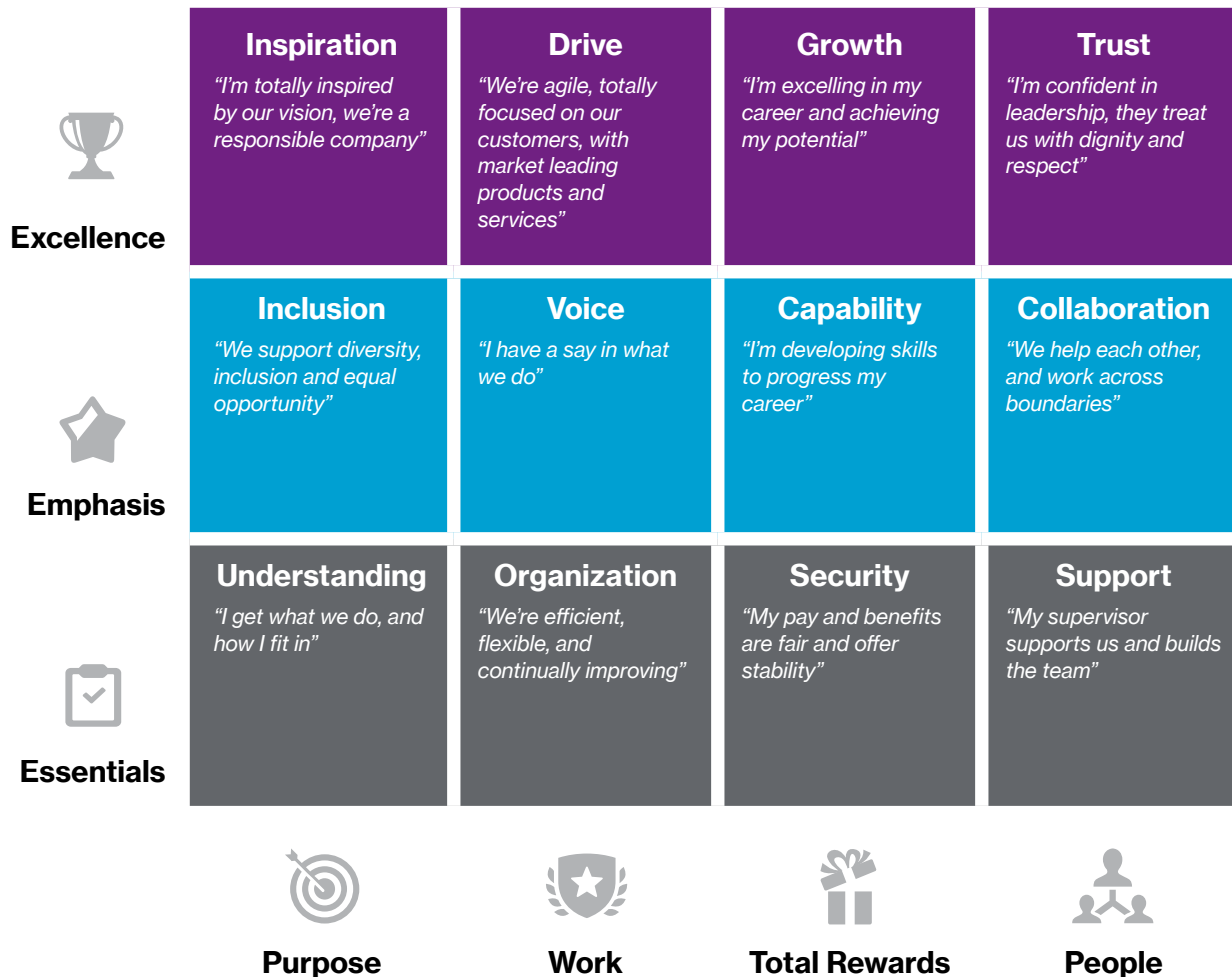 Inspiration
“I’m totally inspired
by our vision, we’re a
responsible company”
Drive
“We’re agile, totally
focused on our
customers, with
market leading
products and
services”
Growth
“I’m excelling in my
career and achieving
my potential”
Trust
“I’m confident in
leadership, they treat
us with dignity and
respect”
Excellence
Inclusion
“We support diversity,
inclusion and equal
opportunity”
Voice
“I have a say in what
we do”
Capability
“I’m developing skills
to progress my
career”
Collaboration
“We help each other,
and work across
boundaries”
Emphasis
Understanding
“I get what we do, and
how I fit in”
Organization
“We’re efficient,
flexible, and
continually improving”
Security
“My pay and benefits
are fair and offer
stability”
Support
“My supervisor
supports us and builds
the team”
Essentials
Purpose
Work
Total Rewards
People